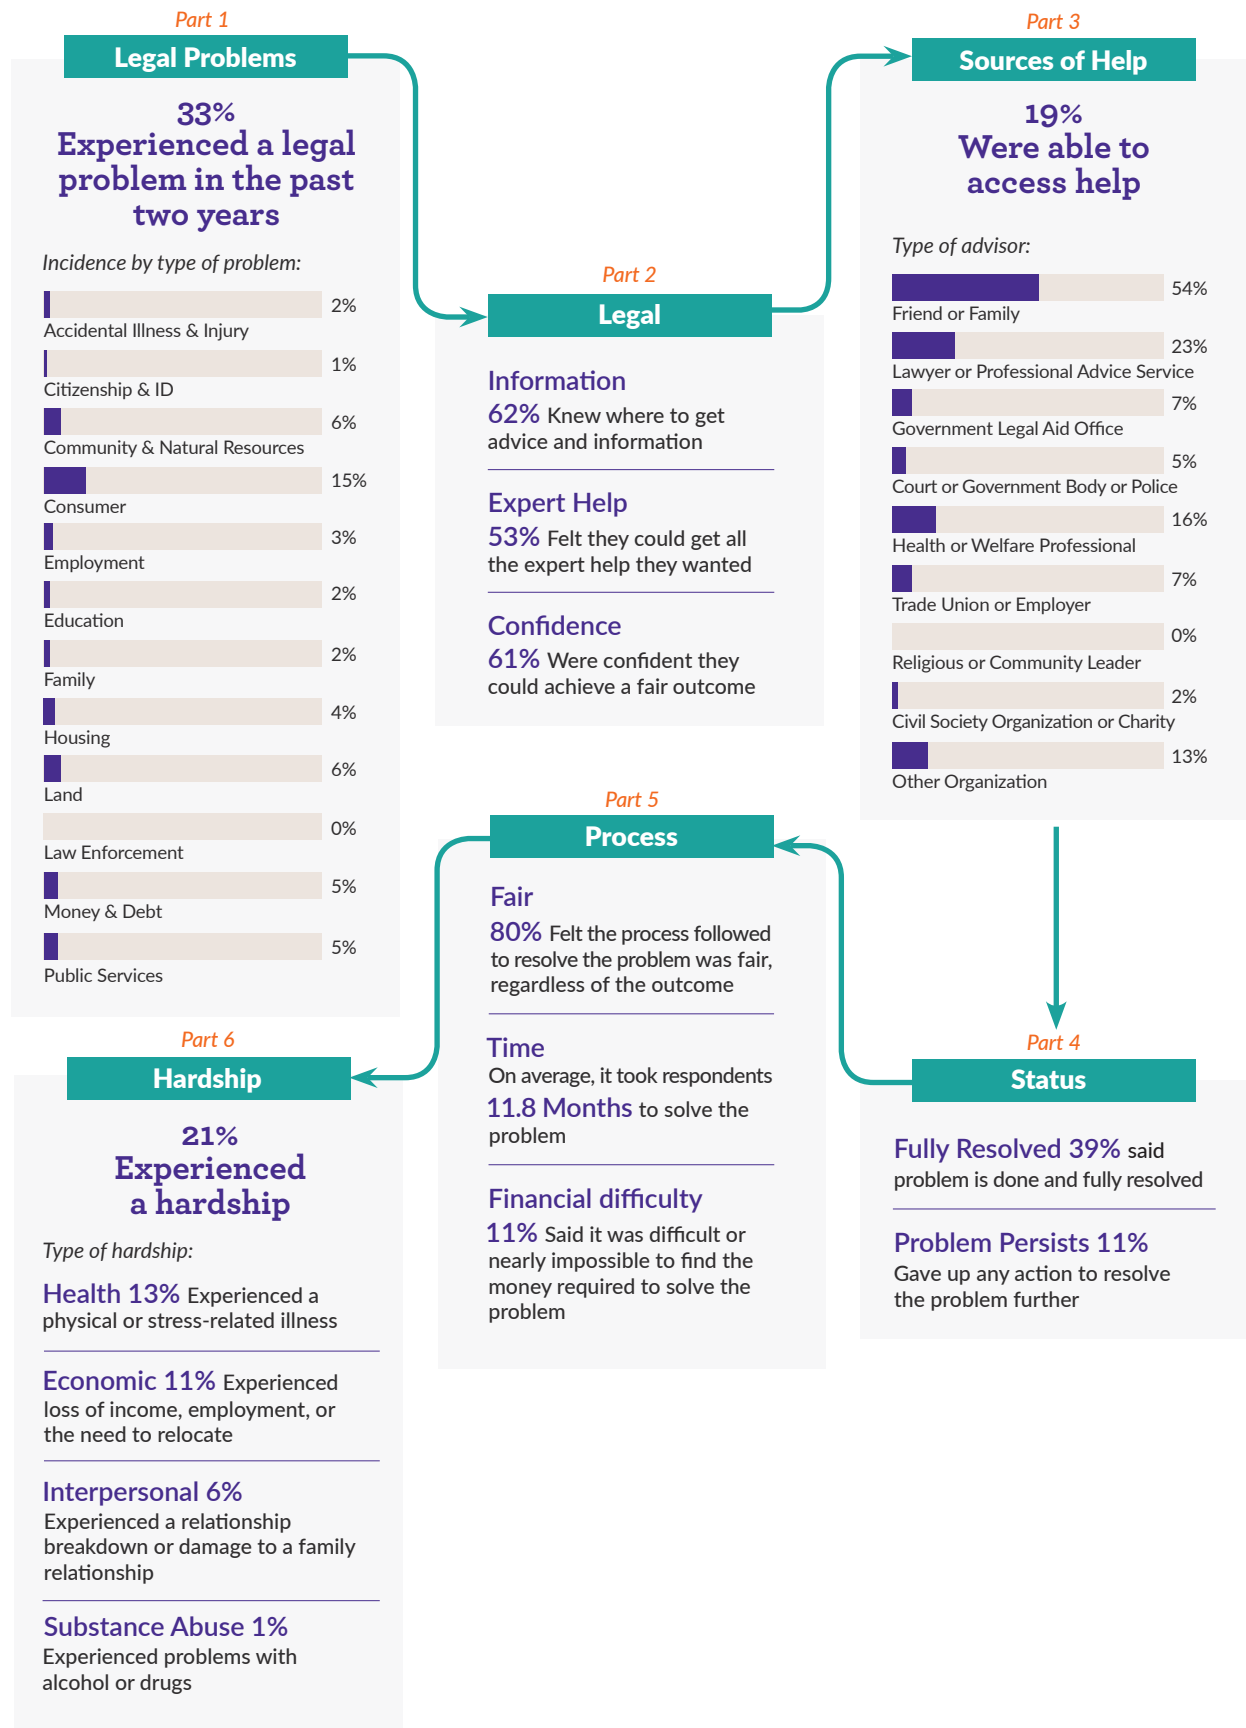 Part 1
Legal Problems
33%
Experienced a legal
problem in the past
two years
Incidence by type of problem:
2%
Accidental Illness & Injury
1%
Citizenship & ID
6%
Community & Natural Resources
15%
Consumer
3%
Employment
2%
Education
2%
Family
4%
Housing
6%
Land
0%
Law Enforcement
5%
Money & Debt
5%
Public Services
Part 2
Legal
Information
62% Knew where to get
advice and information
Expert Help
53% Felt they could get all
the expert help they wanted
Confidence
61% Were confident they
could achieve a fair outcome
Part 3
Sources of Help
19%
Were able to
access help
Type of advisor:
54%
Friend or Family
23%
Lawyer or Professional Advice Service
7%
Government Legal Aid Office
5%
Court or Government Body or Police
16%
Health or Welfare Professional
7%
Trade Union or Employer
0%
Religious or Community Leader
2%
Civil Society Organization or Charity
13%
Other Organization
Part 4
Status
Fully Resolved 39% said
problem is done and fully resolved
Problem Persists 11%
Gave up any action to resolve
the problem further
Part 5
Process
Fair
80% Felt the process followed
to resolve the problem was fair,
regardless of the outcome
Time
On average, it took respondents
11.8 Months to solve the
problem
Financial difficulty
11% Said it was difficult or
nearly impossible to find the
money required to solve the
problem
Part 6
Hardship
21%
Experienced
a hardship
Type of hardship:
Health 13% Experienced a
physical or stress-related illness
Economic 11% Experienced
loss of income, employment, or
the need to relocate
Interpersonal 6%
Experienced a relationship
breakdown or damage to a family
relationship
Substance Abuse 1%
Experienced problems with
alcohol or drugs